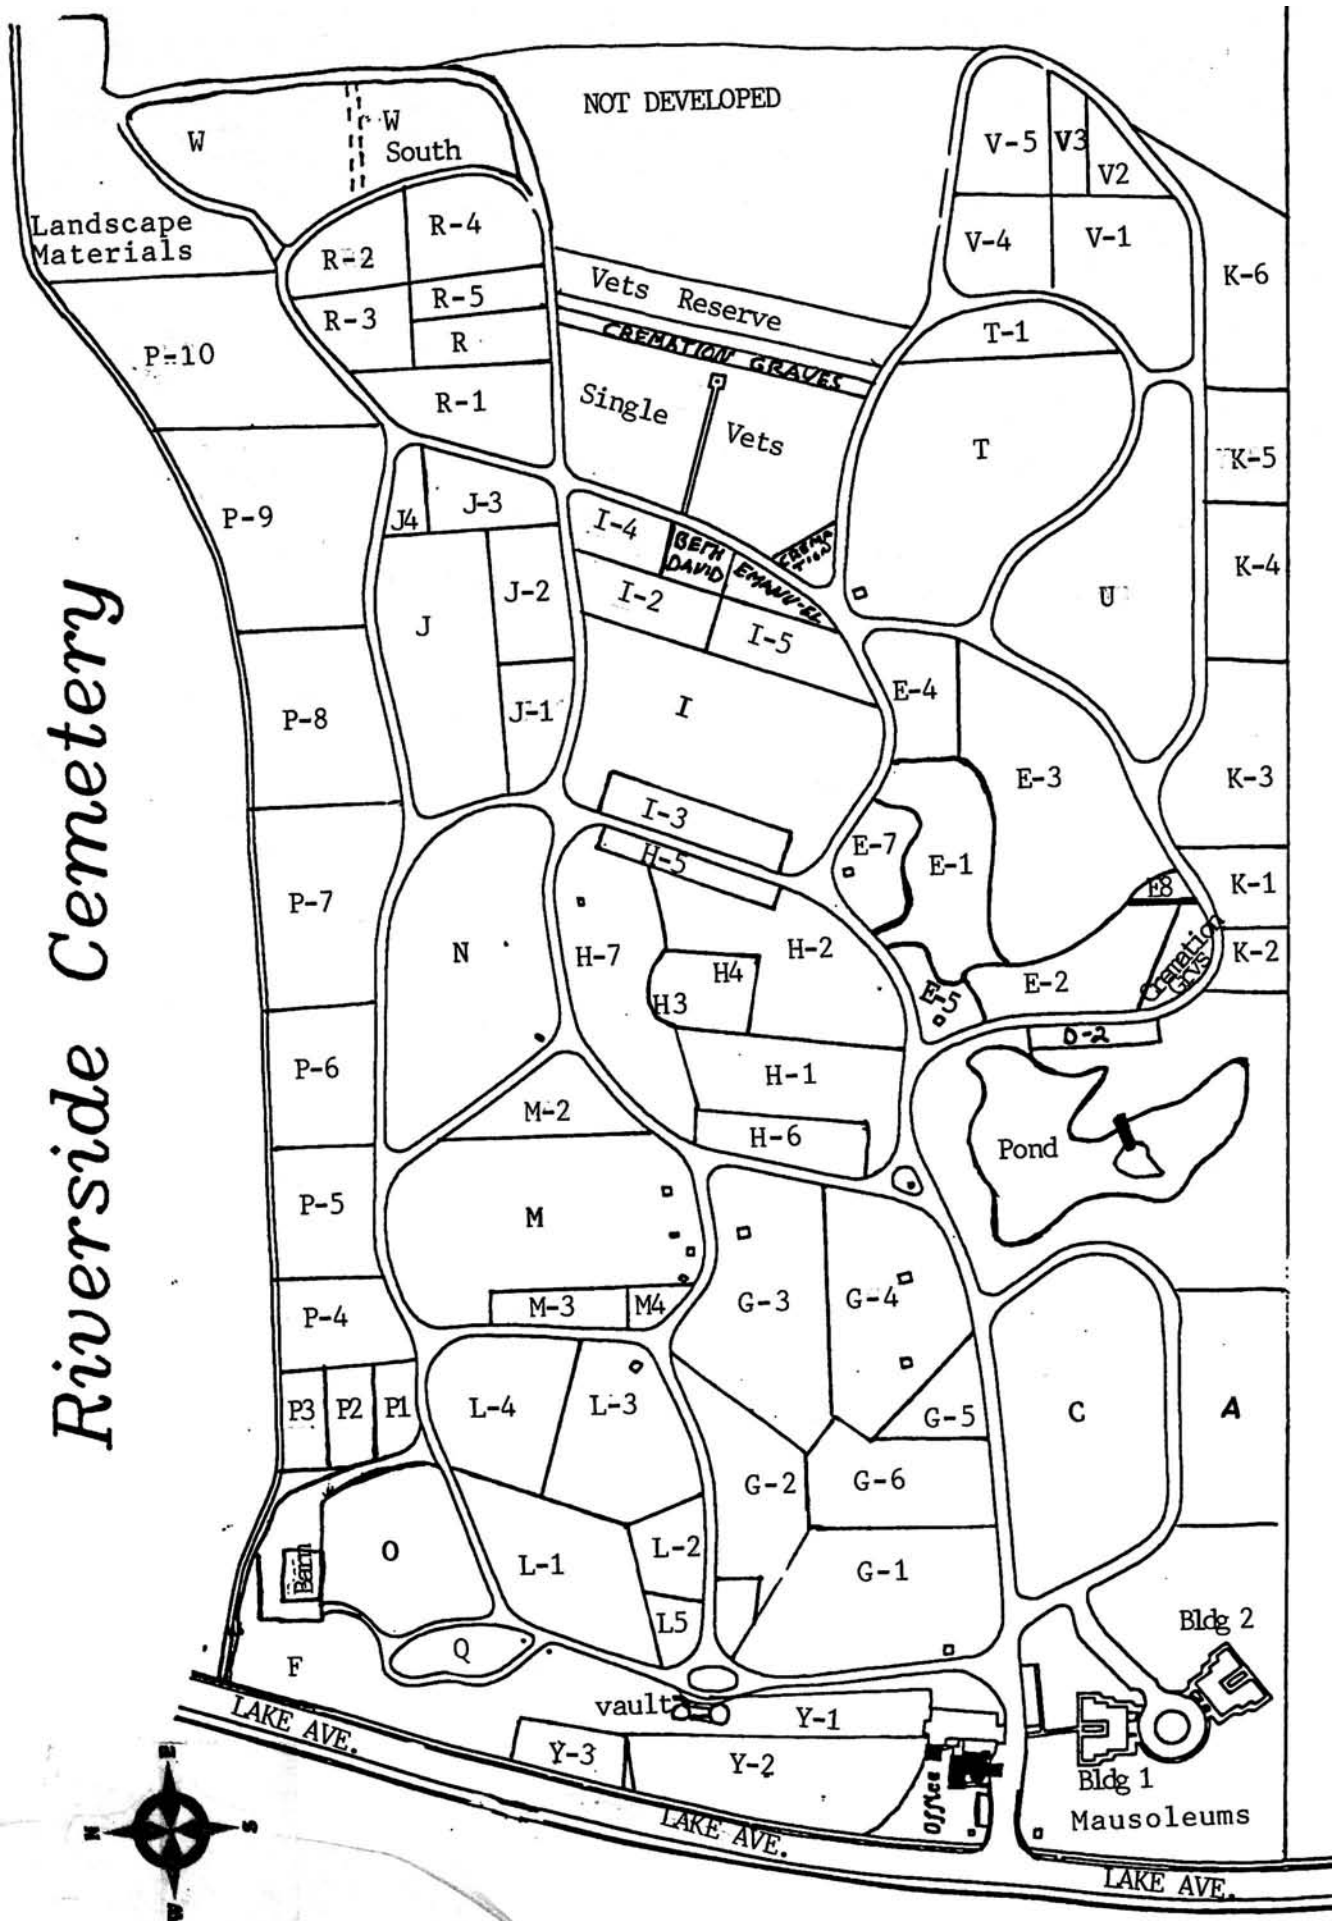 NOT DEVELOPED
W
W
South
V-5
V3
V2
Landscape
Materials
R-4
R-2
V-4
V-1
K-6
Vets Reserve
R-5
R-3
R
T-1
CREMATION GRAVES
P-10
R-1
Single
Vets
T
K-5
P-9
J4
J-3
I-4
BETH
DAVID
EMANU-EL
CREMA
TION
K-4
J-2
I-2
U
J
I-5
E-4
P-8
J-1
I
E-3
K-3
I-3
H-5
E-7
E-1
E8
K-1
P-7
N
H-7
H-2
H4
H3
E-5
E-2
Cremation
Grvs
K-2
D-2
P-6
H-1
M-2
H-6
Pond
P-5
M
G-3
G-4
P-4
M-3
M4
P3
P2
P1
L-4
L-3
G-5
C
A
G-2
G-6
O
Barn
L-1
L-2
G-1
L5
Q
F
Bldg 2
vault
Y-1
LAKE AVE.
Y-3
Y-2
Office
Bldg 1
Mausoleums
LAKE AVE.
LAKE AVE.
Riverside Cemetery
E
N
S
W